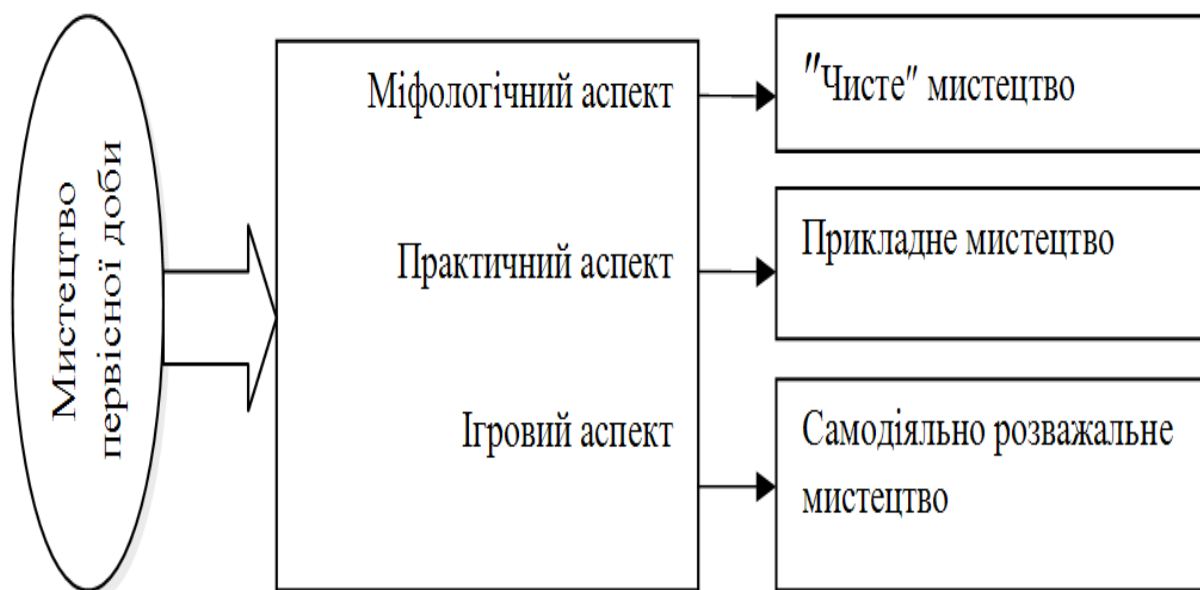 Мистецтво
первісної доби
Міфологічний аспект
Практичний аспект
Ігровий аспект
"Чисте" мистецтво
Прикладне мистецтво
Самодіяльно розважальне
мистецтво